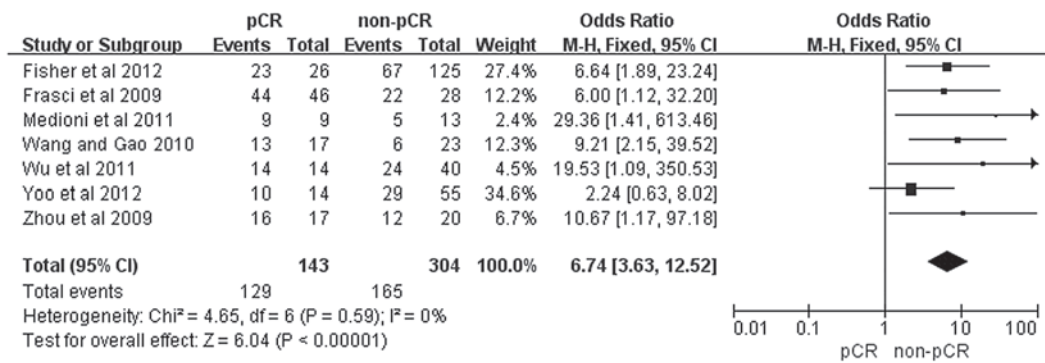 pCR non-pCR Odds Ratio Odds Ratio
Study or Subgroup Events Total Events Total Weight M-H, Fixed, 95% CI M-H, Fixed, 95% CI
Fisher et al 2012 23 26 67 125 27.4% 6.64 [1.89, 23.24]
Frasci et al 2009 44 46 22 28 12.2% 6.00 [1.12, 32.20]
Medioni et al 2011 9 9 5 13 2.4% 29.36 [1.41, 613.46]
Wang and Gao 2010 13 17 6 23 12.3% 9.21 [2.15, 39.52]
Wu et al 2011 14 14 24 40 4.5% 19.53 [1.09, 350.53]
Yoo et al 2012 10 14 29 55 34.6% 2.24 [0.63, 8.02]
Zhou et al 2009 16 17 12 20 6.7% 10.67 [1.17, 97.18]
Total (95% CI) 143 304 100.0% 6.74 [3.63, 12.52]
Total events 129 165
Heterogeneity: Chi² = 4.65, df = 6 (P = 0.59); I² = 0%
Test for overall effect: Z = 6.04 (P < 0.00001)
0.01 0.1 1 10 100
pCR non-pCR